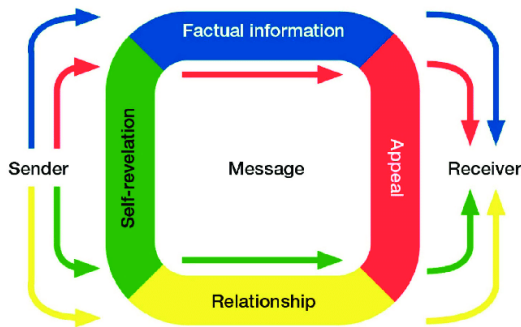 Factual information
Self-revelation
Sender
Message
Appeal
Receiver
Relationship